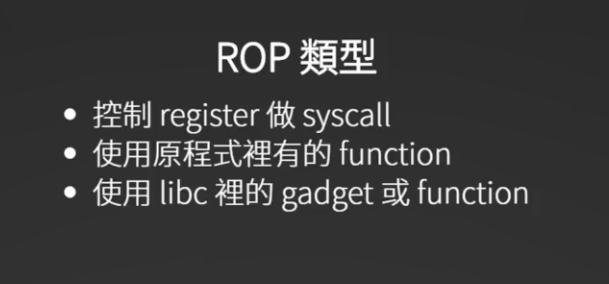 ROP 類型
• 控制 register 做 syscall
• 使用原程式裡有的 function
• 使用 libc 裡的 gadget 或 function